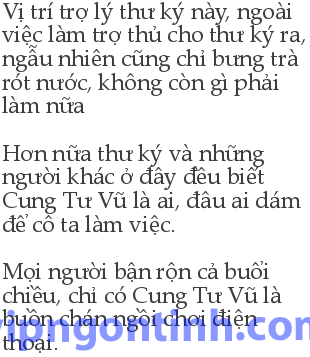 Vị trí trợ lý thư ký này, ngoài
việc làm trợ thủ cho thư ký ra,
ngẫu nhiên cũng chỉ bưng trà
rót nước, không còn gì phải
làm nữa
Hơn nữa thư ký và những
người khác ở đây đều biết
Cung Tư Vũ là ai, đâu ai dám
để cô ta làm việc.
Mọi người bận rộn cả buổi
chiều, chỉ có Cung Tư Vũ là
buồn chán ngồi chơi điện
thoại.
vipngontinh.com